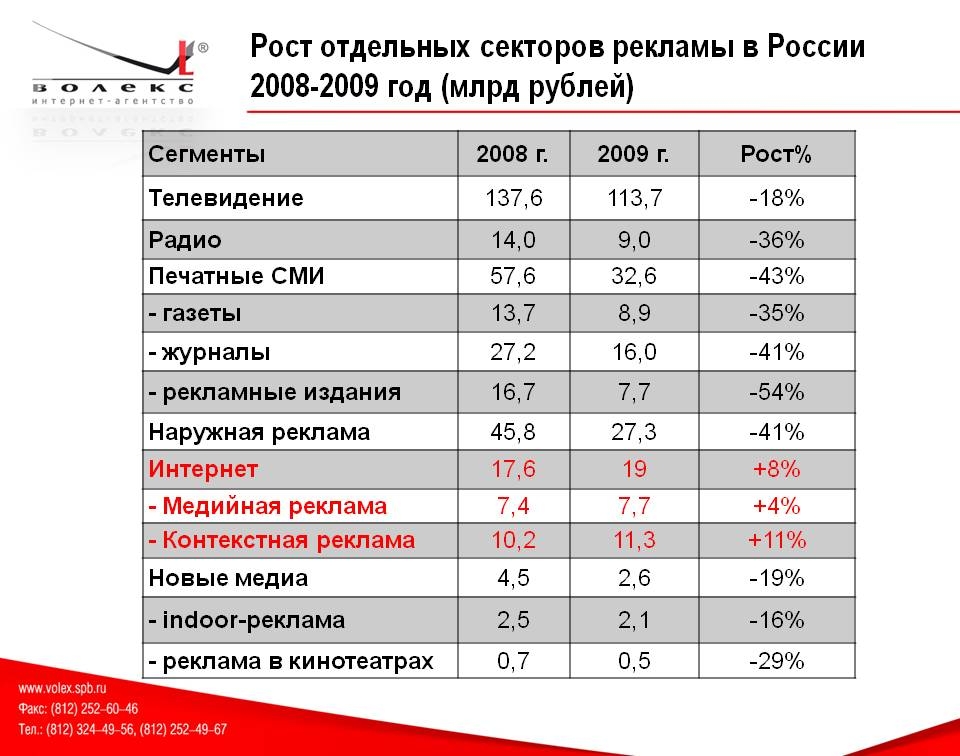 ВОЛЕКС®
интернет-агентство
Рост отдельных секторов рекламы в России
2008-2009 год (млрд рублей)
Сегменты 2008 г. 2009 г. Рост%
Телевидение 137,6 113,7 -18%
Радио 14,0 9,0 -36%
Печатные СМИ 57,6 32,6 -43%
- газеты 13,7 8,9 -35%
- журналы 27,2 16,0 -41%
- рекламные издания 16,7 7,7 -54%
Наружная реклама 45,8 27,3 -41%
Интернет 17,6 19 +8%
- Медийная реклама 7,4 7,7 +4%
- Контекстная реклама 10,2 11,3 +11%
Новые медиа 4,5 2,6 -19%
- indoor-реклама 2,5 2,1 -16%
- реклама в кинотеатрах 0,7 0,5 -29%
www.volex.spb.ru
Факс: (812) 252–60–46
Тел.: (812) 324–49–56, (812) 252–49–67